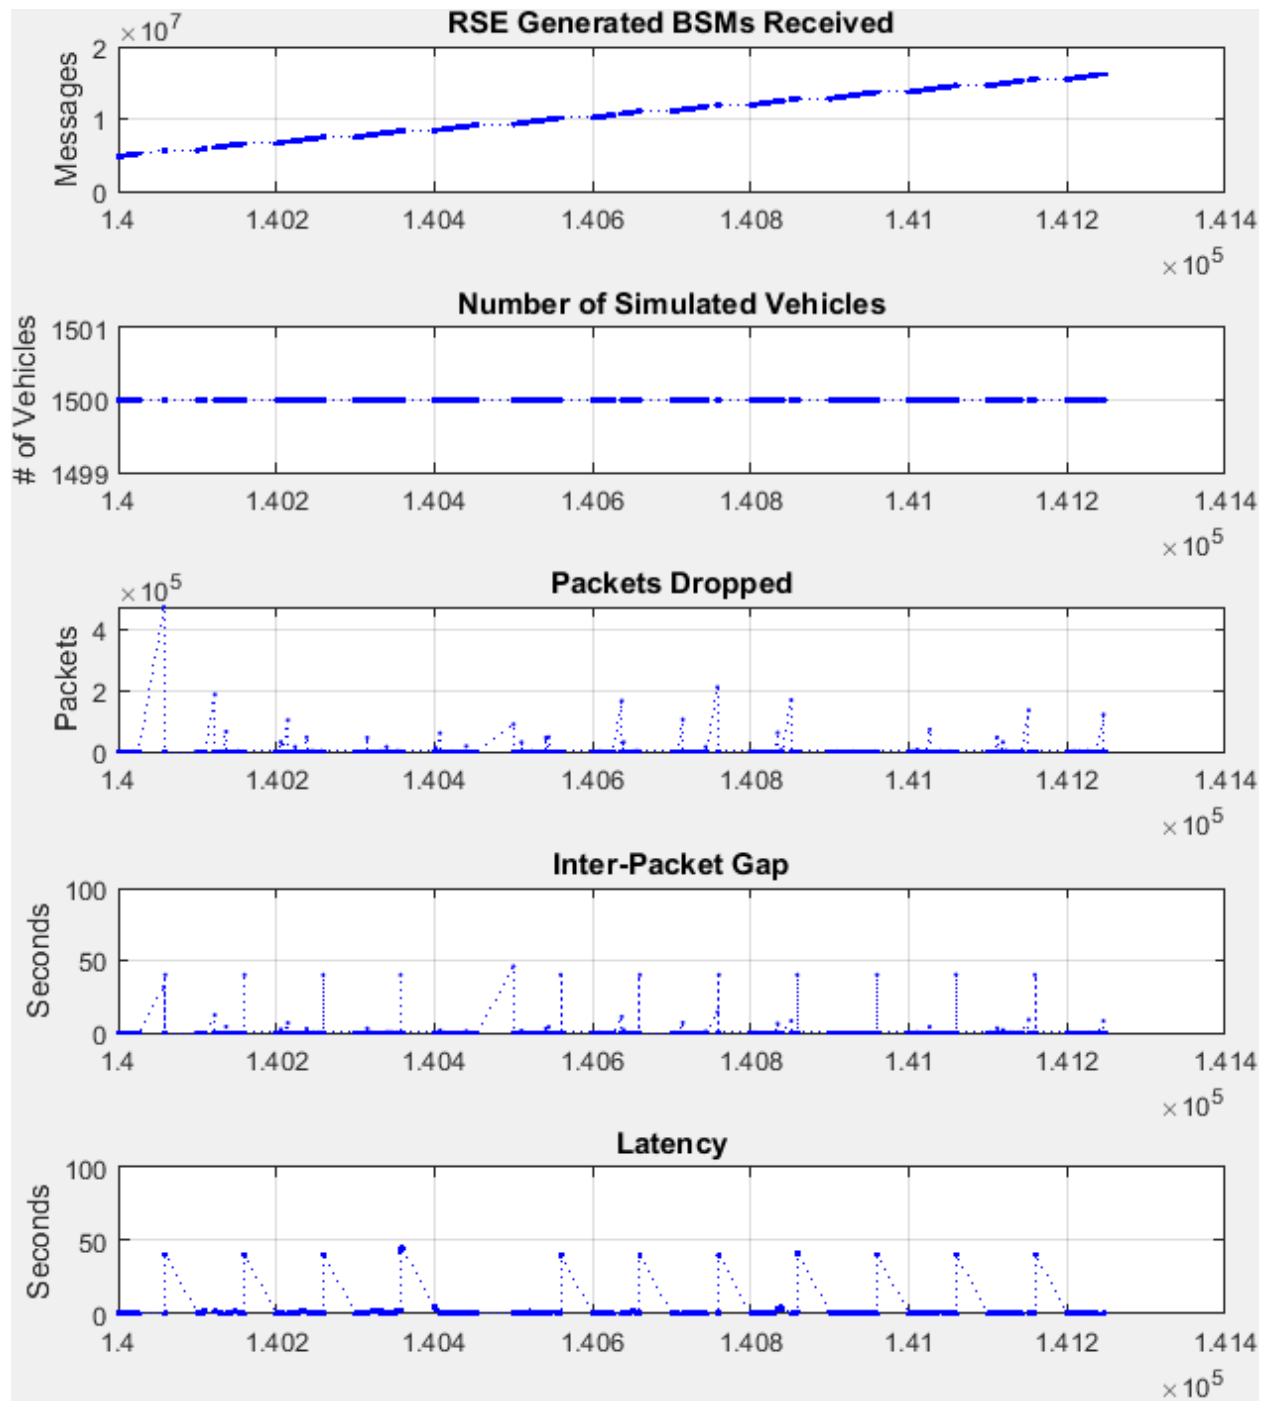 RSE Generated BSMs Received
×10^7
Messages
2
1
0
1.4 1.402 1.404 1.406 1.408 1.41 1.412 1.414
×10^5
Number of Simulated Vehicles
# of Vehicles
1501
1500
1499
1.4 1.402 1.404 1.406 1.408 1.41 1.412 1.414
×10^5
Packets Dropped
×10^5
Packets
4
2
0
1.4 1.402 1.404 1.406 1.408 1.41 1.412 1.414
×10^5
Inter-Packet Gap
Seconds
100
50
0
1.4 1.402 1.404 1.406 1.408 1.41 1.412 1.414
×10^5
Latency
Seconds
100
50
0
1.4 1.402 1.404 1.406 1.408 1.41 1.412 1.414
×10^5